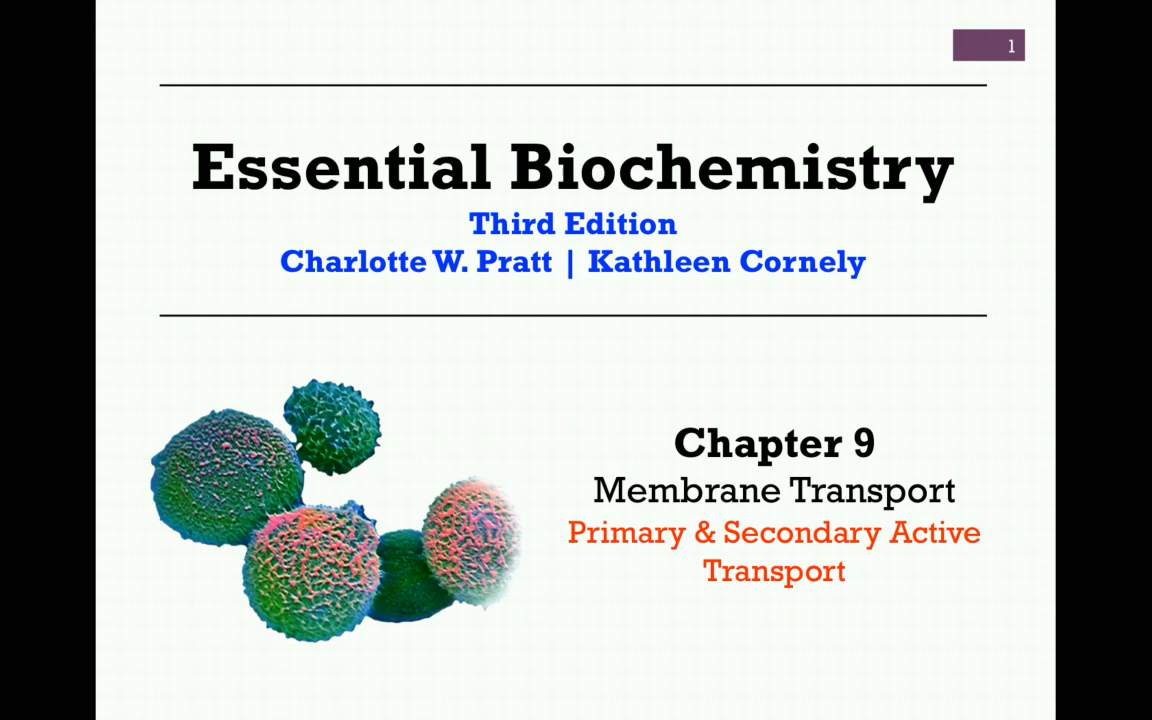 1
Essential Biochemistry
Third Edition
Charlotte W. Pratt | Kathleen Cornely
Chapter 9
Membrane Transport
Primary & Secondary Active
Transport